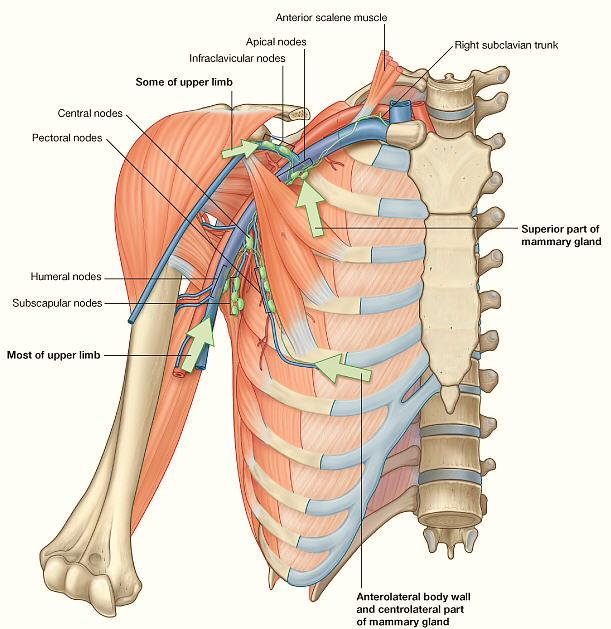 Anterior scalene muscle
Apical nodes
Right subclavian trunk
Infraclavicular nodes
Some of upper limb
Central nodes
Pectoral nodes
Superior part of
mammary gland
Humeral nodes
Subscapular nodes
Most of upper limb
Anterolateral body wall
and centrolateral part
of mammary gland